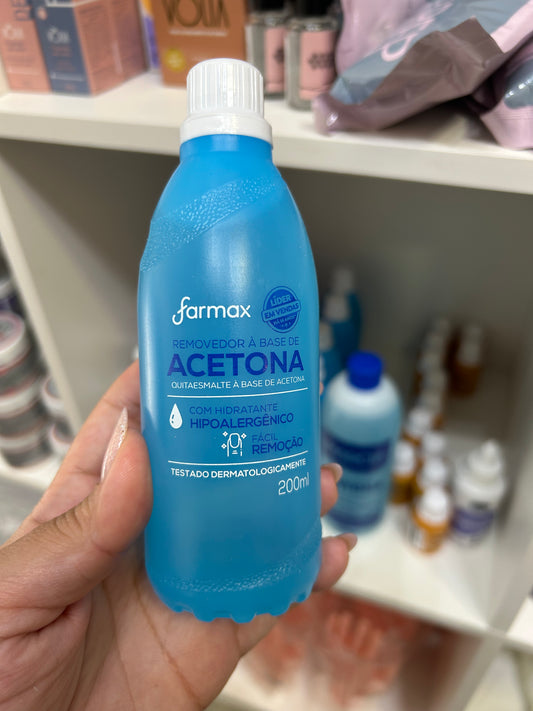 VOLIA
farmax
LÍDER
EM VENDAS
REMOVEDOR À BASE DE
ACETONA
QUITAESMALTE À BASE DE ACETONA
COM HIDRATANTE
HIPOALERGÊNICO
FÁCIL
REMOÇÃO
TESTADO DERMATOLOGICAMENTE
200ml